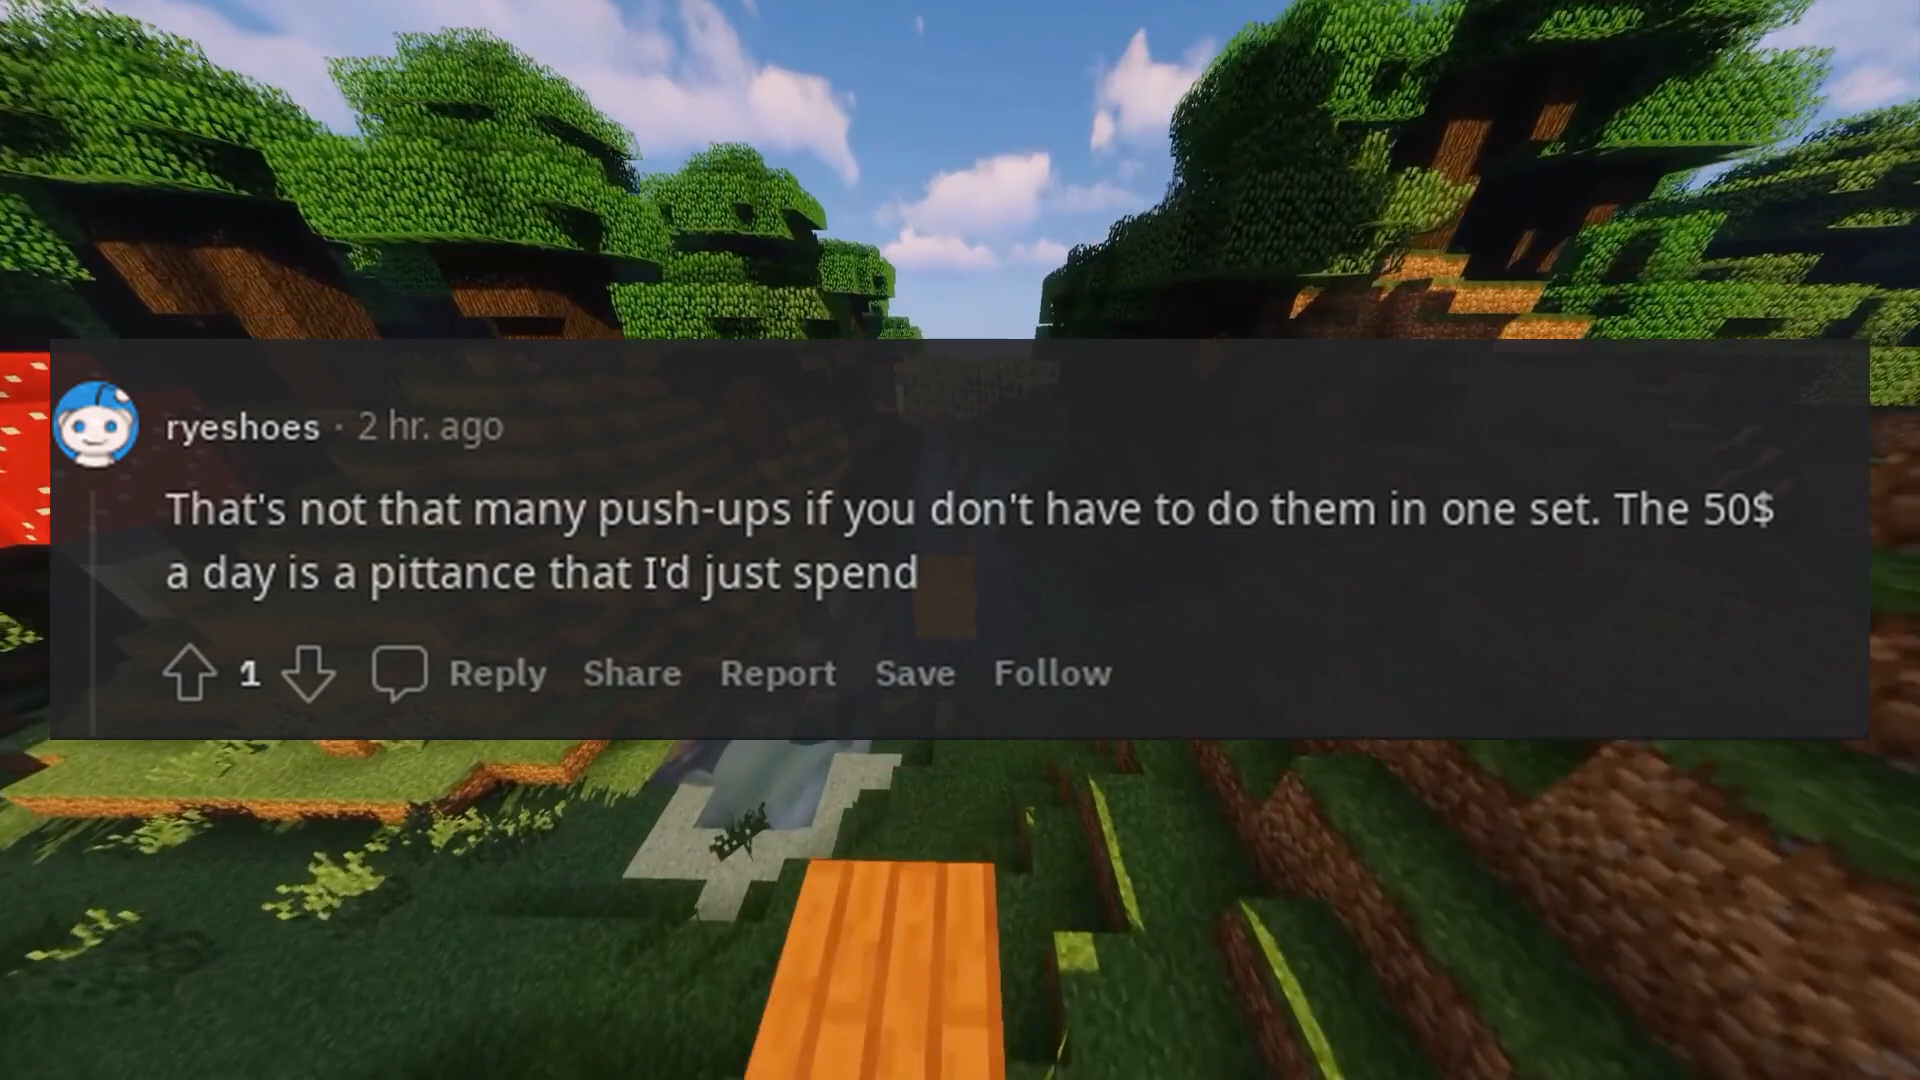 ryeshoes · 2 hr. ago
That's not that many push-ups if you don't have to do them in one set. The 50$
a day is a pittance that I'd just spend
1 Reply Share Report Save Follow